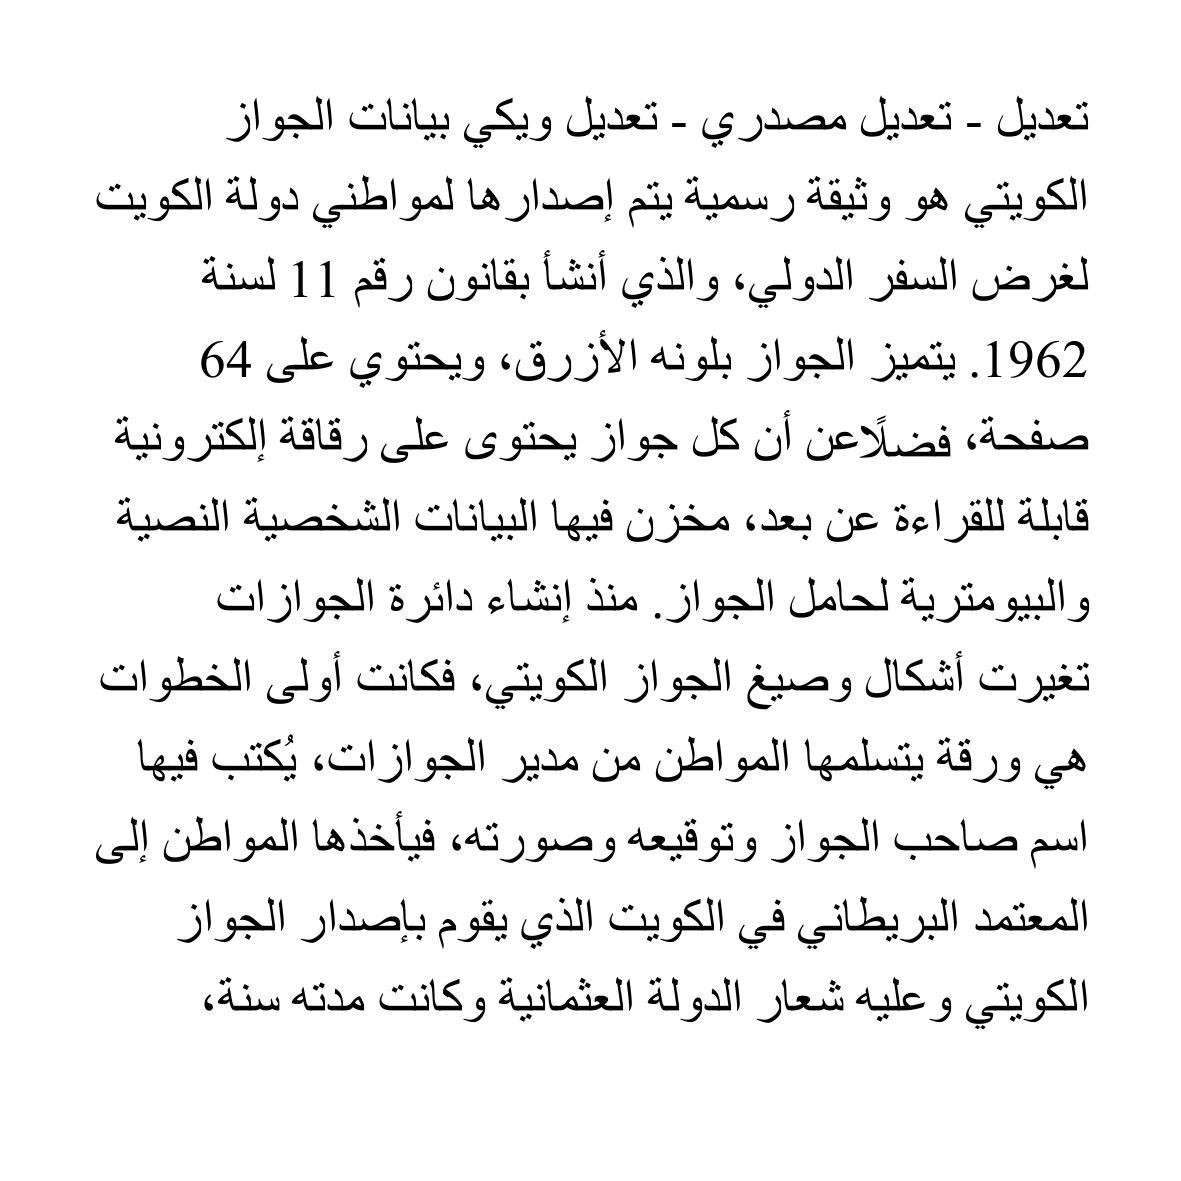 تعديل - تعديل مصدري - تعديل ويكي بيانات الجواز
الكويتي هو وثيقة رسمية يتم إصدارها لمواطني دولة الكويت
لغرض السفر الدولي، والذي أنشأ بقانون رقم 11 لسنة
1962. يتميز الجواز بلونه الأزرق، ويحتوي على 64
صفحة، فضلًاعن أن كل جواز يحتوى على رقاقة إلكترونية
قابلة للقراءة عن بعد، مخزن فيها البيانات الشخصية النصية
والبيومترية لحامل الجواز. منذ إنشاء دائرة الجوازات
تغيرت أشكال وصيغ الجواز الكويتي، فكانت أولى الخطوات
هي ورقة يتسلمها المواطن من مدير الجوازات، يُكتب فيها
اسم صاحب الجواز وتوقيعه وصورته، فيأخذها المواطن إلى
المعتمد البريطاني في الكويت الذي يقوم بإصدار الجواز
الكويتي وعليه شعار الدولة العثمانية وكانت مدته سنة،